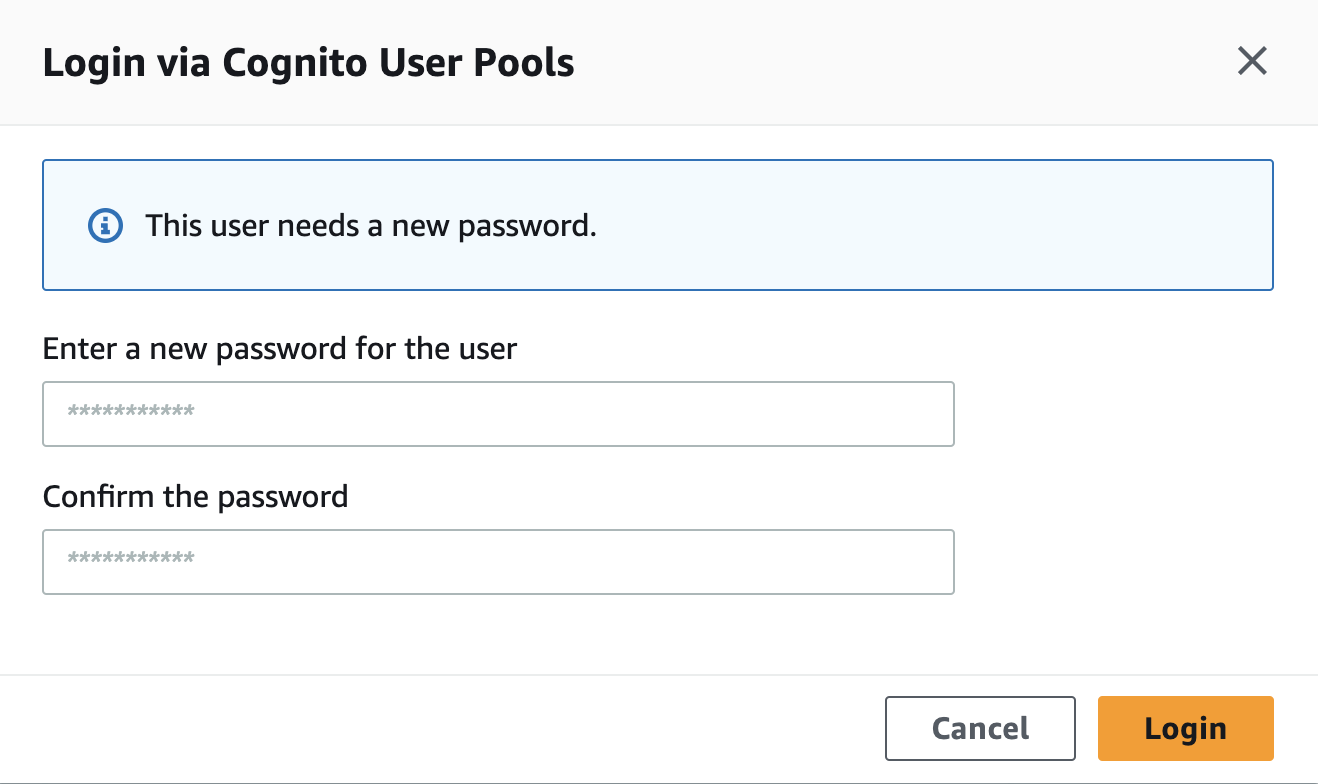 Login via Cognito User Pools
This user needs a new password.
Enter a new password for the user
***********
Confirm the password
***********
Cancel
Login